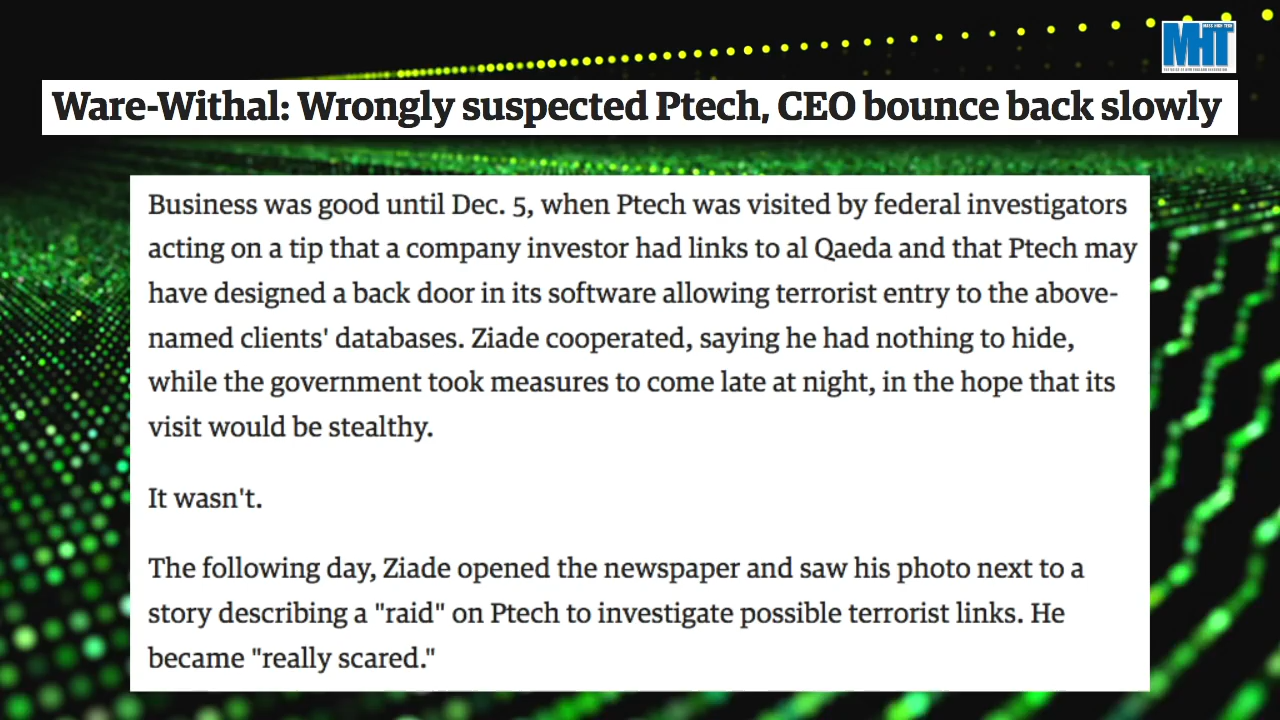 MASS HIGH TECH
MHT
Ware-Withal: Wrongly suspected Ptech, CEO bounce back slowly
Business was good until Dec. 5, when Ptech was visited by federal investigators
acting on a tip that a company investor had links to al Qaeda and that Ptech may
have designed a back door in its software allowing terrorist entry to the above-
named clients' databases. Ziade cooperated, saying he had nothing to hide,
while the government took measures to come late at night, in the hope that its
visit would be stealthy.
It wasn't.
The following day, Ziade opened the newspaper and saw his photo next to a
story describing a "raid" on Ptech to investigate possible terrorist links. He
became "really scared."